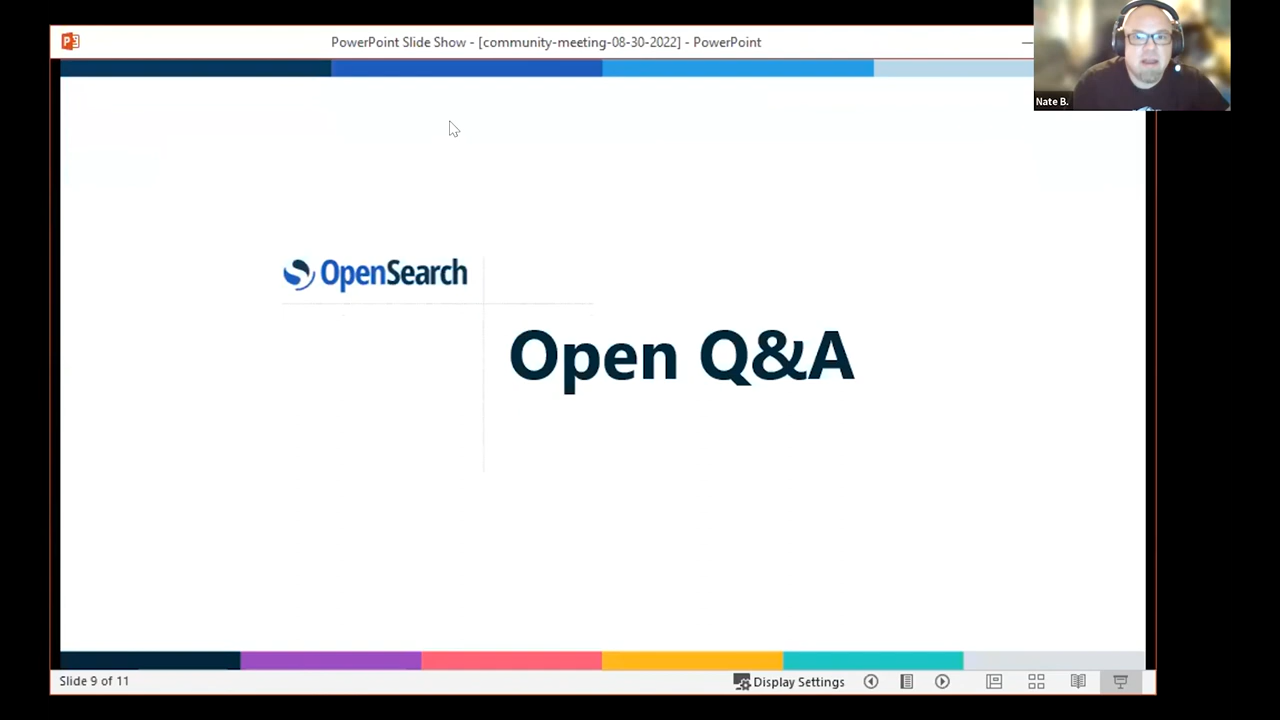 PowerPoint Slide Show - [community-meeting-08-30-2022] - PowerPoint
Nate B.
OpenSearch
Open Q&A
Slide 9 of 11
Display Settings